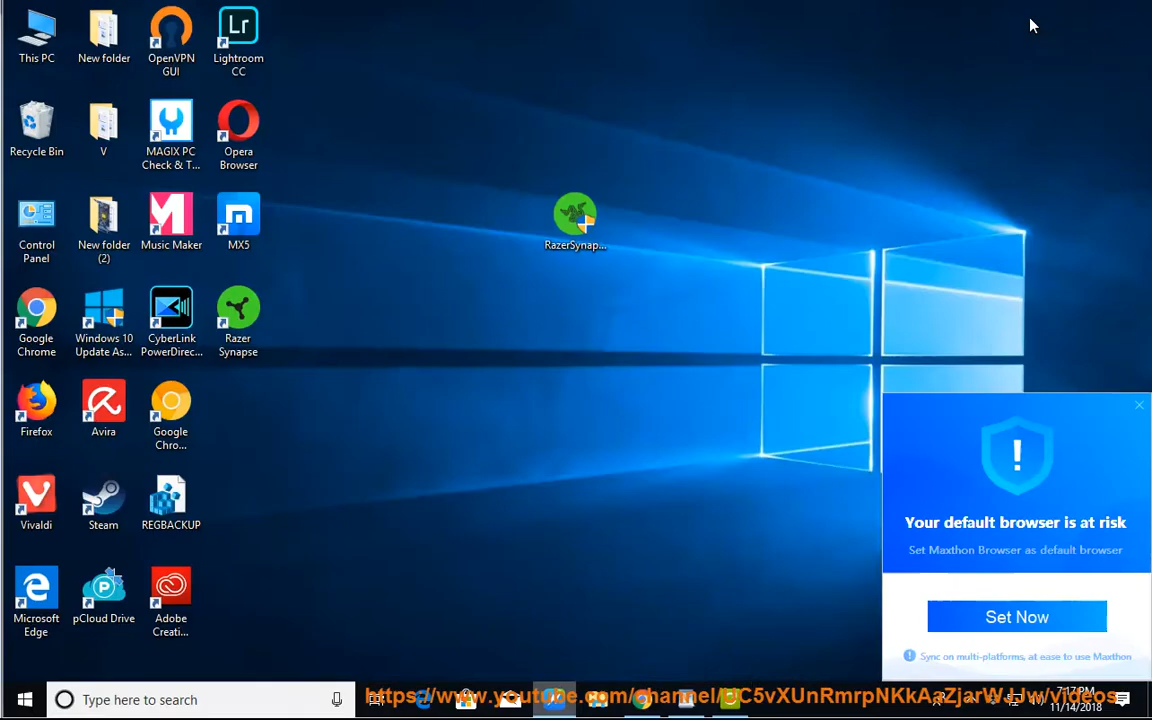 This PC
New folder
OpenVPN
GUI
Lr
Lightroom
CC
Recycle Bin
V
MAGIX PC
Check & T...
Opera
Browser
Control
Panel
New folder
(2)
Music Maker
MX5
RazerSynap...
Google
Chrome
Windows 10
Update As...
CyberLink
PowerDirec...
Razer
Synapse
Firefox
Avira
Google
Chro...
Vivaldi
Steam
REGBACKUP
Microsoft
Edge
pCloud Drive
Adobe
Creati...
Your default browser is at risk
Set Maxthon Browser as default browser
Set Now
Sync on multi-platforms, at ease to use Maxthon
Type here to search
7:17 PM
11/14/2018